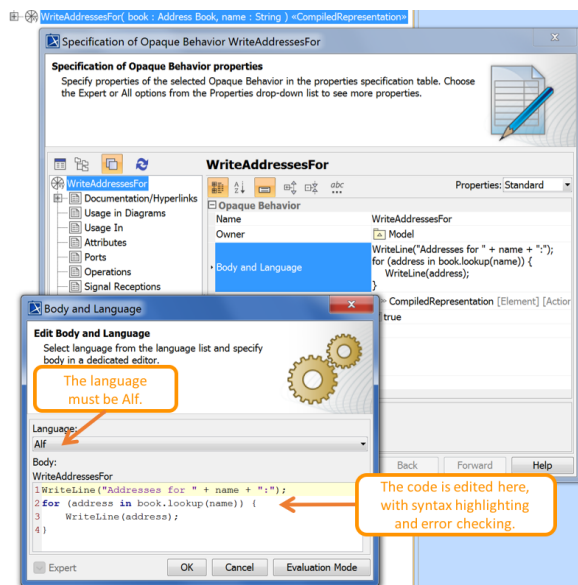 WriteAddressesFor( book : Address Book, name : String ) «CompiledRepresentation»
Specification of Opaque Behavior WriteAddressesFor
x
Specification of Opaque Behavior properties
Specify properties of the selected Opaque Behavior in the properties specification table. Choose
the Expert or All options from the Properties drop-down list to see more properties.
WriteAddressesFor
WriteAddressesFor
Documentation/Hyperlinks
Usage in Diagrams
Usage In
Attributes
Ports
Operations
Signal Receptions
Properties: Standard
Opaque Behavior
Name WriteAddressesFor
Owner Model
Body and Language
WriteLine("Addresses for " + name + ":");
for (address in book.lookup(name)) {
WriteLine(address);
}
» CompiledRepresentation [Element] [Action
true
Body and Language
x
Edit Body and Language
Select language from the language list and specify
body in a dedicated editor.
The language
must be Alf.
Language:
Alf
Body:
WriteAddressesFor
1 WriteLine("Addresses for " + name + ":");
2 for (address in book.lookup(name)) {
3 WriteLine(address);
4 }
Expert OK Cancel Evaluation Mode
Back Forward Help
The code is edited here,
with syntax highlighting
and error checking.